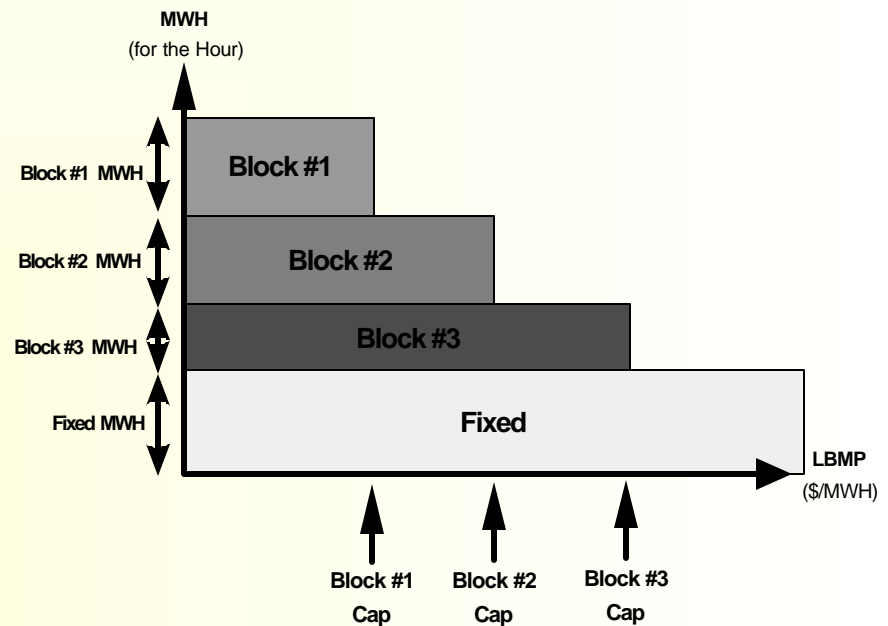 MWH
(for the Hour)
Block #1 MWH
Block #1
Block #2 MWH
Block #2
Block #3 MWH
Block #3
Fixed MWH
Fixed
LBMP
($/MWH)
Block #1
Cap
Block #2
Cap
Block #3
Cap